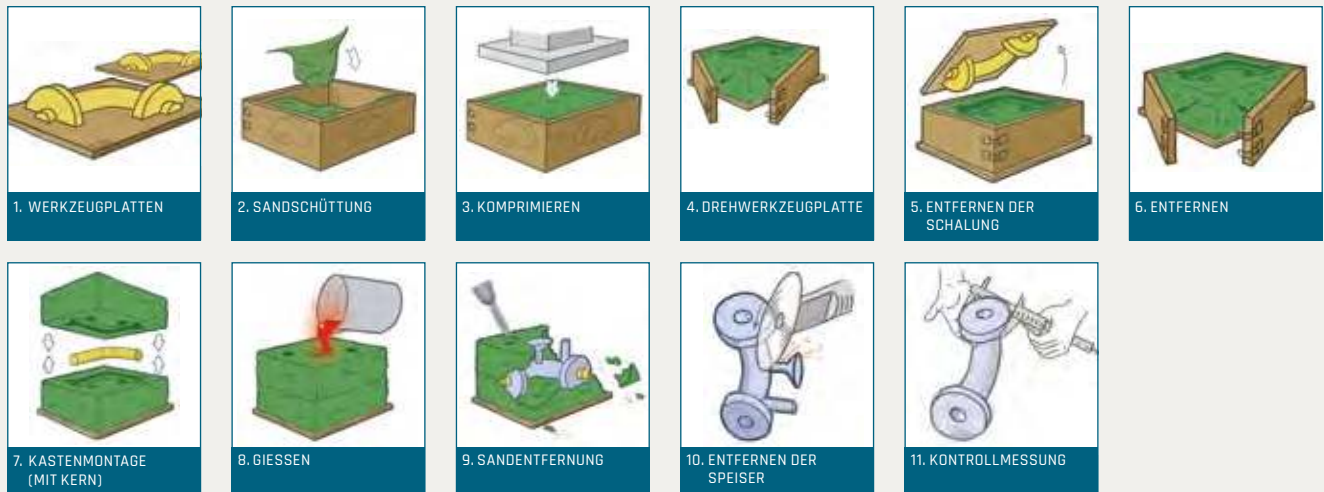 1. WERKZEUGPLATTEN
2. SANDSCHÜTTUNG
3. KOMPRIMIEREN
4. DREHWERKZEUGPLATTE
5. ENTFERNEN DER
SCHALUNG
6. ENTFERNEN
7. KASTENMONTAGE
(MIT KERN)
8. GIESSEN
9. SANDENTFERNUNG
10. ENTFERNEN DER
SPEISER
11. KONTROLLMESSUNG